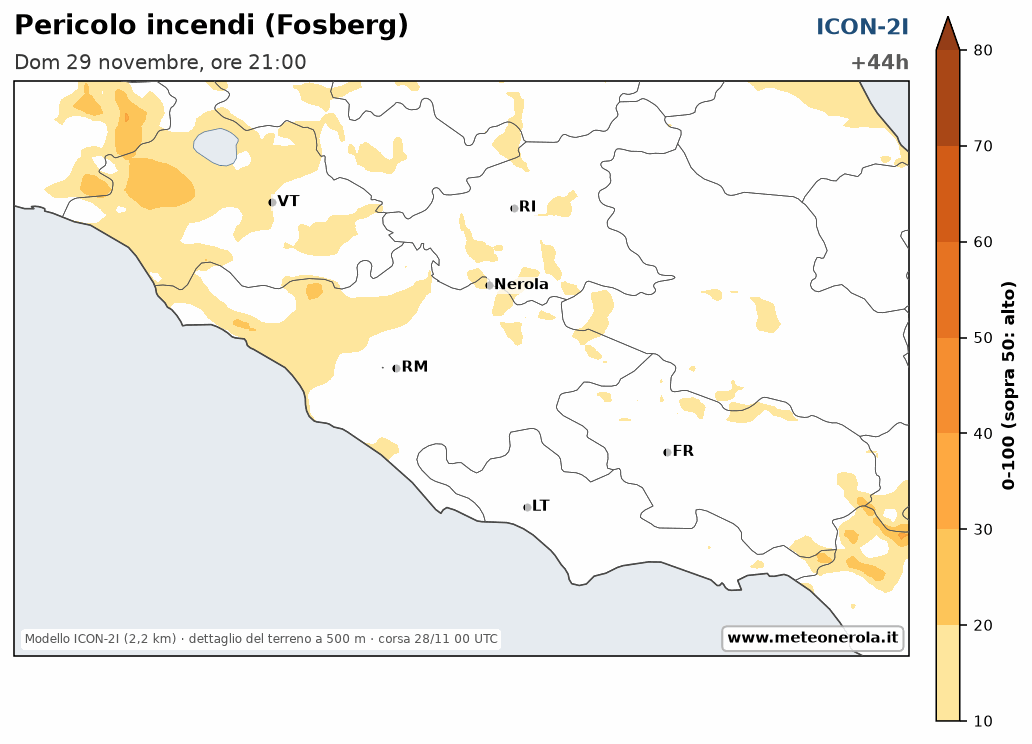 Pericolo incendi (Fosberg)
ICON-2I
Dom 29 novembre, ore 21:00
+44h
VT
RI
Nerola
RM
FR
LT
Modello ICON-2I (2,2 km) · dettaglio del terreno a 500 m · corsa 28/11 00 UTC
www.meteonerola.it
80
70
60
50
40
30
20
10
0-100 (sopra 50: alto)